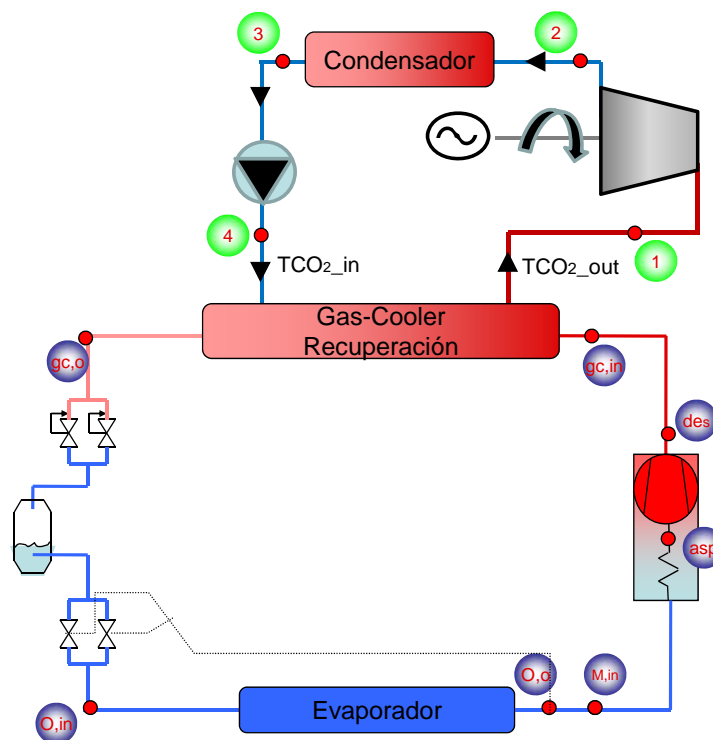 3
2
Condensador
4
TCO2_in
TCO2_out
1
Gas-Cooler
Recuperación
gc,o
gc,in
des
asp
O,o
M,in
O,in
Evaporador